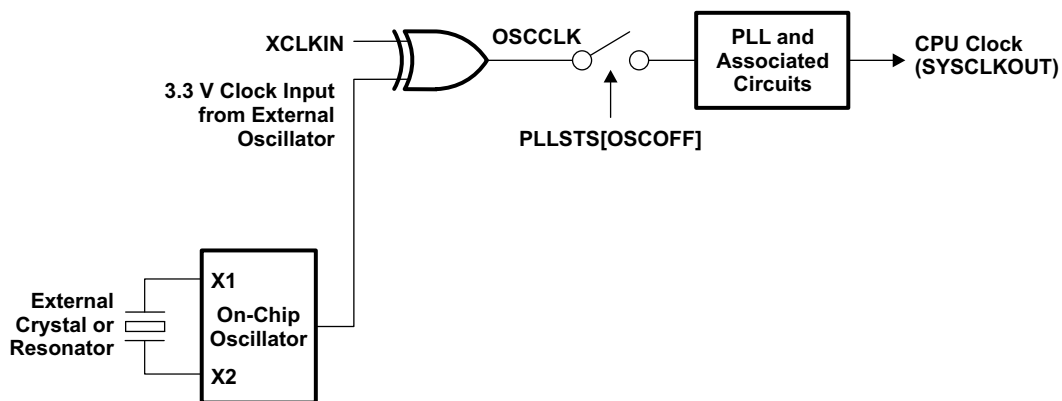 XCLKIN
3.3 V Clock Input
from External
Oscillator
OSCCLK
PLLSTS[OSCOFF]
PLL and
Associated
Circuits
CPU Clock
(SYSCLKOUT)
External
Crystal or
Resonator
X1
On-Chip
Oscillator
X2